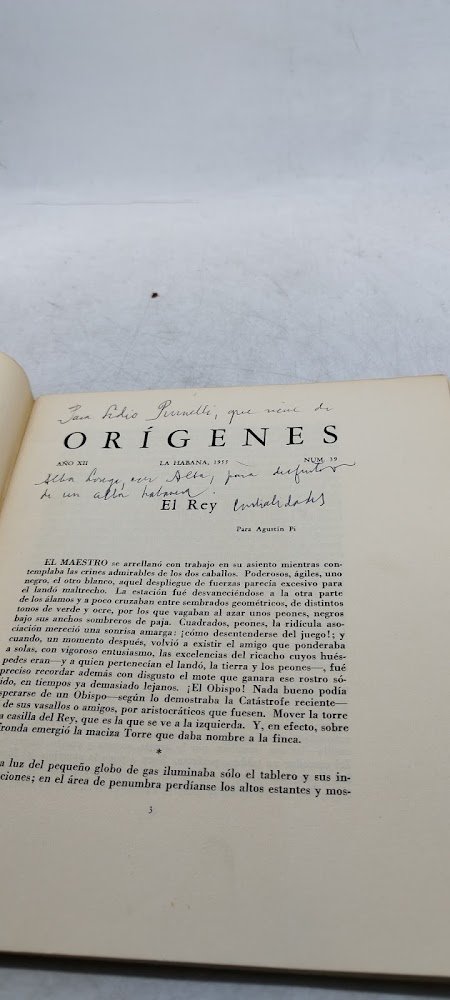 Para Lidio Purnelli, que viene de
ORÍGENES
AÑO XII LA HABANA, 1955 NUM. 39
Alba, para disfrutar
de un alba habanera.
El Rey
Para Agustín Pi
EL MAESTRO se arrellanó con trabajo en su asiento mientras con-
templaba las crines admirables de los dos caballos. Poderosos, ágiles, uno
negro, el otro blanco, aquel despliegue de fuerzas parecía excesivo para
el landó maltrecho. La estación fué desvaneciéndose a la otra parte
de los álamos y a poco cruzaban entre sembrados geométricos, de distintos
tonos de verde y ocre, por los que vagaban al azar unos peones, negros
bajo sus anchos sombreros de paja. Cuadrados, peones, la ridícula aso-
ciación mereció una sonrisa amarga: ¡cómo desentenderse del juego!; y
cuando, un momento después, volvió a existir el amigo que ponderaba
a solas, con vigoroso entusiasmo, las excelencias del ricacho cuyos hués-
pedes eran—y a quien pertenecían el landó, la tierra y los peones—, fué
preciso recordar además con disgusto el mote que ganara ese rostro só-
ido, en tiempos ya demasiado lejanos. ¡El Obispo! Nada bueno podía
sperarse de un Obispo—según lo demostraba la Catástrofe reciente—
de sus vasallos o amigos, por aristocráticos que fuesen. Mover la torre
a casilla del Rey, que es la que se ve a la izquierda. Y, en efecto, sobre
fronda emergió la maciza Torre que daba nombre a la finca.
*
a luz del pequeño globo de gas iluminaba sólo el tablero y sus in-
ciones; en el área de penumbra perdíanse los altos estantes y mos-
3